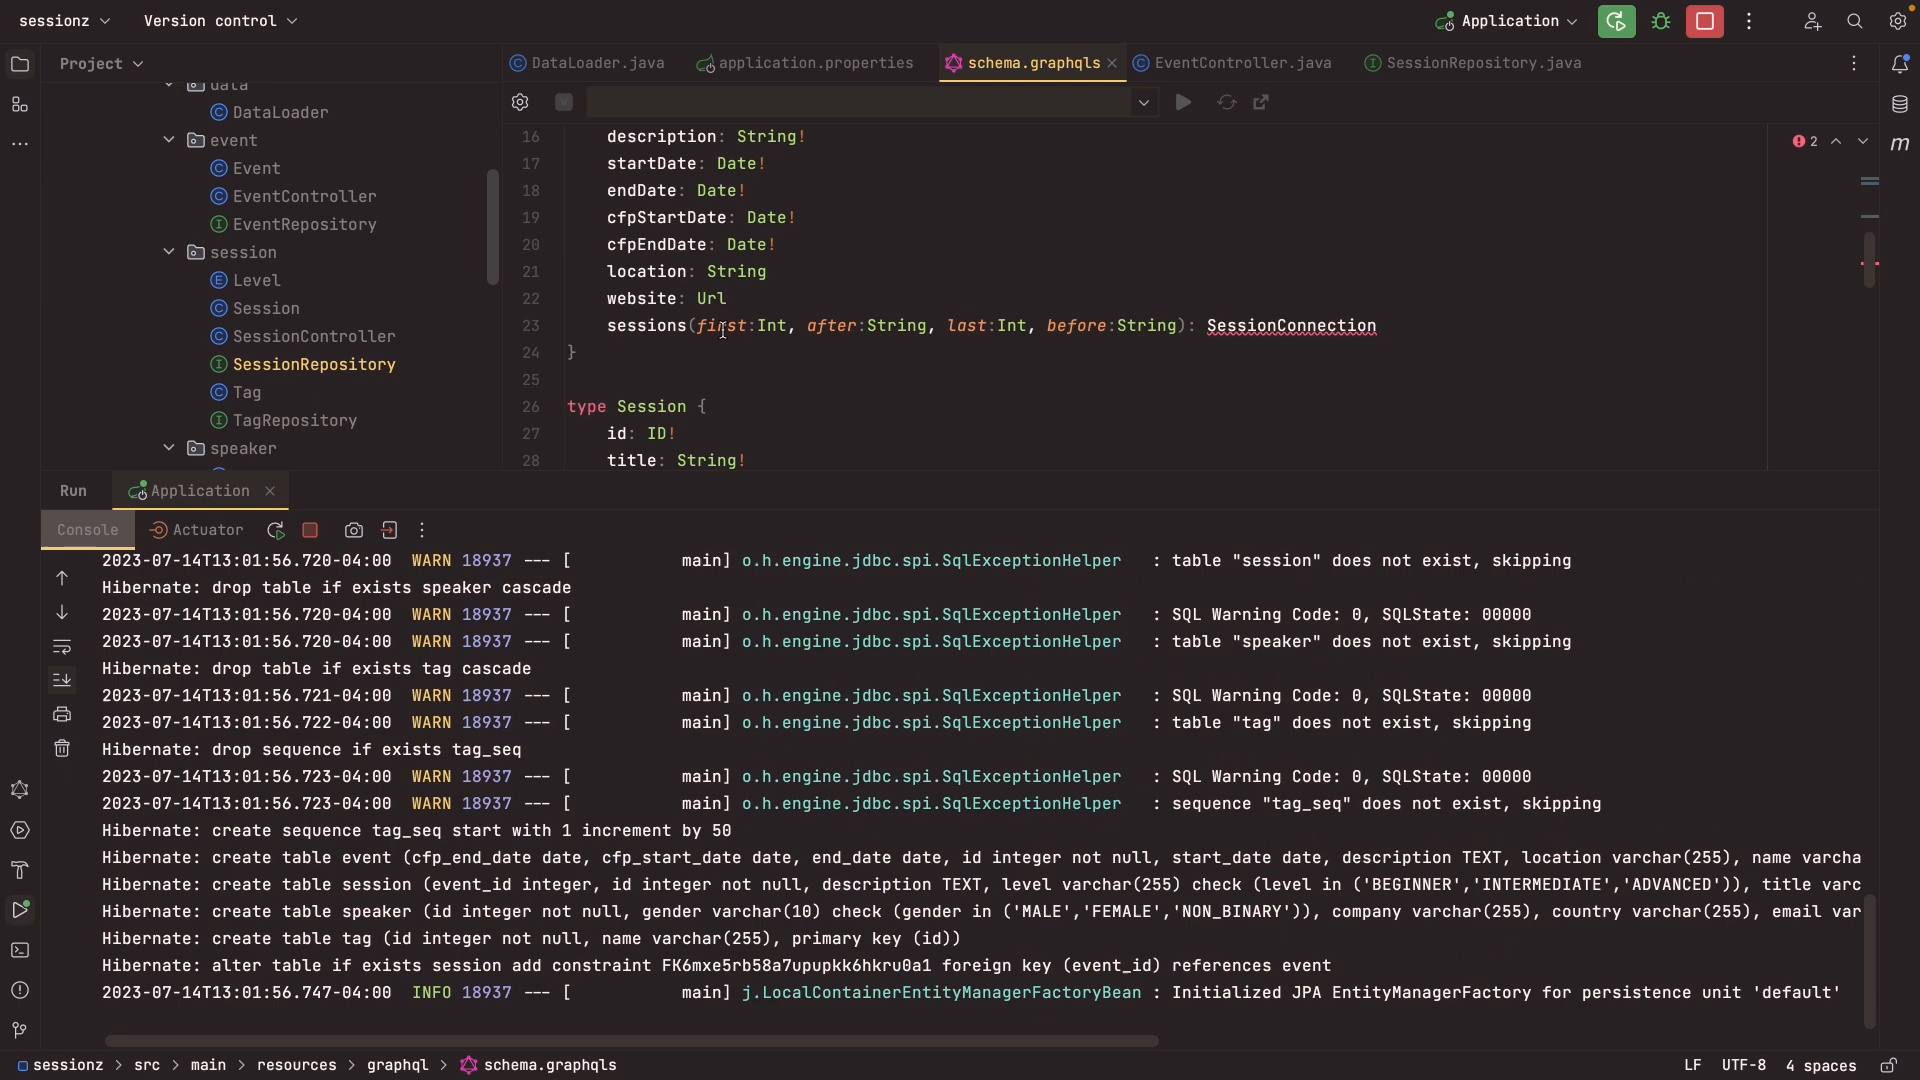 sessionz
Version control
Application
Project
data
DataLoader
event
Event
EventController
EventRepository
session
Level
Session
SessionController
SessionRepository
Tag
TagRepository
speaker
DataLoader.java
application.properties
schema.graphqls
EventController.java
SessionRepository.java
2
16 description: String!
17 startDate: Date!
18 endDate: Date!
19 cfpStartDate: Date!
20 cfpEndDate: Date!
21 location: String
22 website: Url
23 sessions(first:Int, after:String, last:Int, before:String): SessionConnection
24 }
25
26 type Session {
27 id: ID!
28 title: String!
Run
Application
Console
Actuator
2023-07-14T13:01:56.720-04:00 WARN 18937 --- [ main] o.h.engine.jdbc.spi.SqlExceptionHelper : table "session" does not exist, skipping
Hibernate: drop table if exists speaker cascade
2023-07-14T13:01:56.720-04:00 WARN 18937 --- [ main] o.h.engine.jdbc.spi.SqlExceptionHelper : SQL Warning Code: 0, SQLState: 00000
2023-07-14T13:01:56.720-04:00 WARN 18937 --- [ main] o.h.engine.jdbc.spi.SqlExceptionHelper : table "speaker" does not exist, skipping
Hibernate: drop table if exists tag cascade
2023-07-14T13:01:56.721-04:00 WARN 18937 --- [ main] o.h.engine.jdbc.spi.SqlExceptionHelper : SQL Warning Code: 0, SQLState: 00000
2023-07-14T13:01:56.722-04:00 WARN 18937 --- [ main] o.h.engine.jdbc.spi.SqlExceptionHelper : table "tag" does not exist, skipping
Hibernate: drop sequence if exists tag_seq
2023-07-14T13:01:56.723-04:00 WARN 18937 --- [ main] o.h.engine.jdbc.spi.SqlExceptionHelper : SQL Warning Code: 0, SQLState: 00000
2023-07-14T13:01:56.723-04:00 WARN 18937 --- [ main] o.h.engine.jdbc.spi.SqlExceptionHelper : sequence "tag_seq" does not exist, skipping
Hibernate: create sequence tag_seq start with 1 increment by 50
Hibernate: create table event (cfp_end_date date, cfp_start_date date, end_date date, id integer not null, start_date date, description TEXT, location varchar(255), name varcha
Hibernate: create table session (event_id integer, id integer not null, description TEXT, level varchar(255) check (level in ('BEGINNER','INTERMEDIATE','ADVANCED')), title varc
Hibernate: create table speaker (id integer not null, gender varchar(10) check (gender in ('MALE','FEMALE','NON_BINARY')), company varchar(255), country varchar(255), email var
Hibernate: create table tag (id integer not null, name varchar(255), primary key (id))
Hibernate: alter table if exists session add constraint FK6mxe5rb58a7upupkk6hkru0a1 foreign key (event_id) references event
2023-07-14T13:01:56.747-04:00 INFO 18937 --- [ main] j.LocalContainerEntityManagerFactoryBean : Initialized JPA EntityManagerFactory for persistence unit 'default'
sessionz > src > main > resources > graphql > schema.graphqls
LF UTF-8 4 spaces